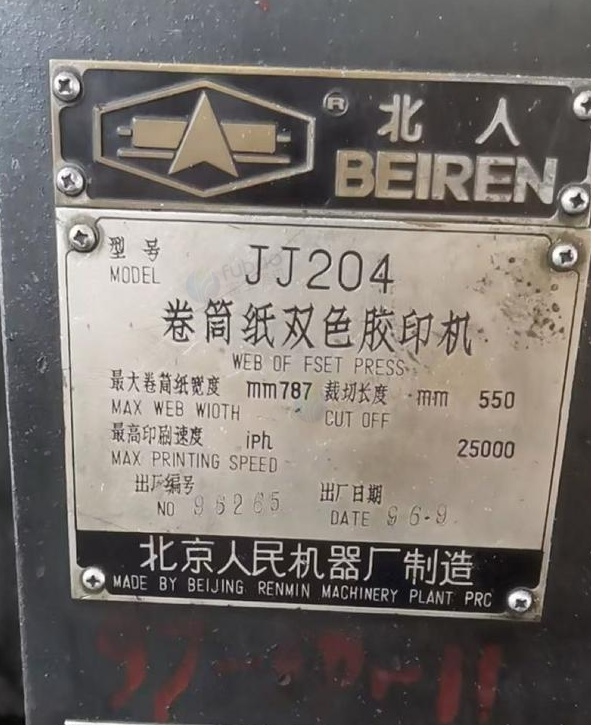 ® 北人
BEIREN
型号 JJ204
MODEL
卷筒纸双色胶印机
WEB OF FSET PRESS
最大卷筒纸宽度 mm787 裁切长度 mm 550
MAX WEB WIOTH CUT OFF
最高印刷速度 iph 25000
MAX PRINTING SPEED
出厂编号 出厂日期
NO 96265 DATE 96-9
北京人民机器厂制造
MADE BY BEIJING RENMIN MACHINERY PLANT PRC